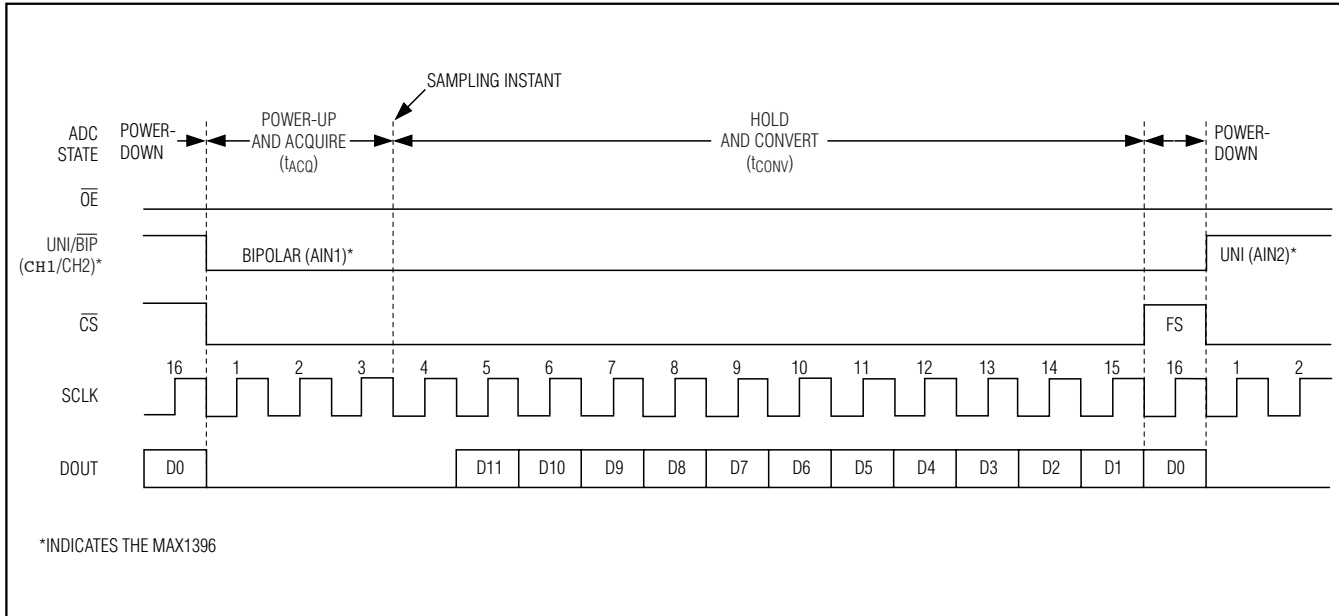 SAMPLING INSTANT
ADC
STATE
POWER-
DOWN
POWER-UP
AND ACQUIRE
(tACQ)
HOLD
AND CONVERT
(tCONV)
POWER-
DOWN
OE
UNI/BIP
(CH1/CH2)*
BIPOLAR (AIN1)*
UNI (AIN2)*
CS
FS
SCLK
16 1 2 3 4 5 6 7 8 9 10 11 12 13 14 15 16 1 2
DOUT
D0 D11 D10 D9 D8 D7 D6 D5 D4 D3 D2 D1 D0
*INDICATES THE MAX1396